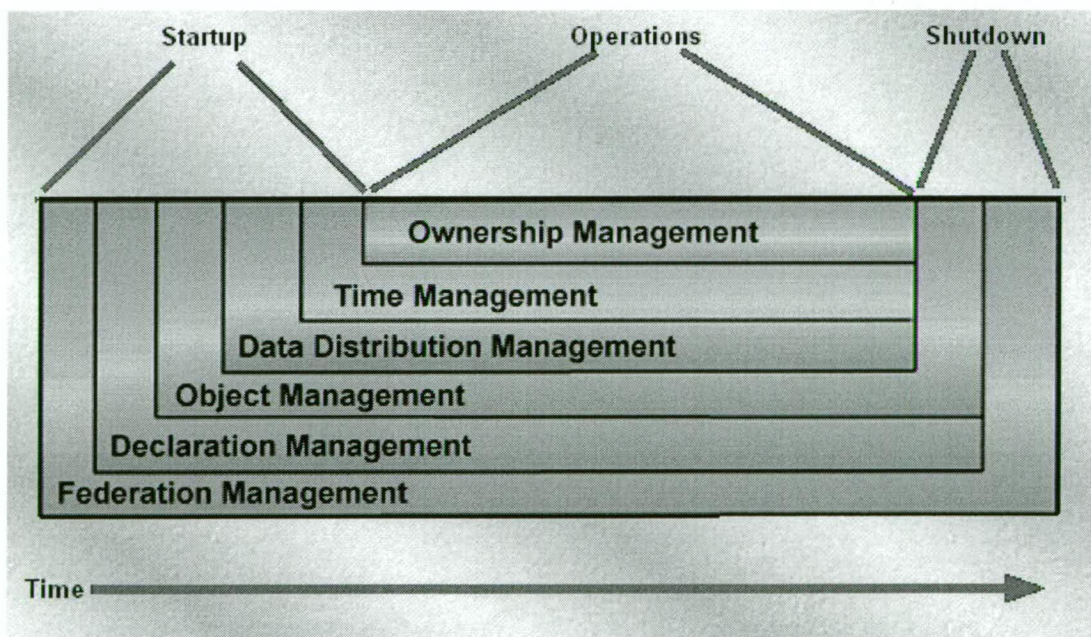 Startup
Operations
Shutdown
Ownership Management
Time Management
Data Distribution Management
Object Management
Declaration Management
Federation Management
Time